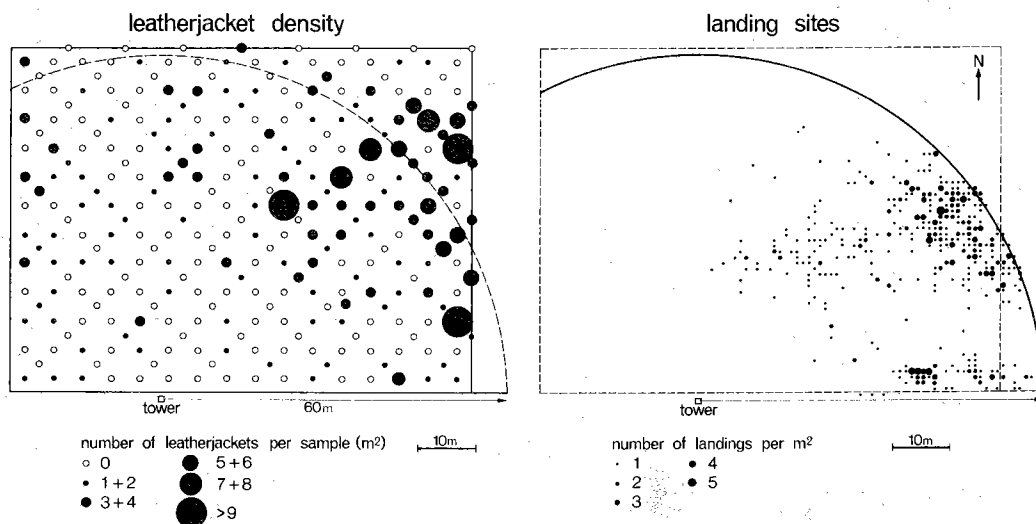 leatherjacket density
landing sites
N
tower
60m
tower
number of leatherjackets per sample (m²)
0
1+2
3+4
5+6
7+8
>9
10m
number of landings per m²
1
2
3
4
5
10m